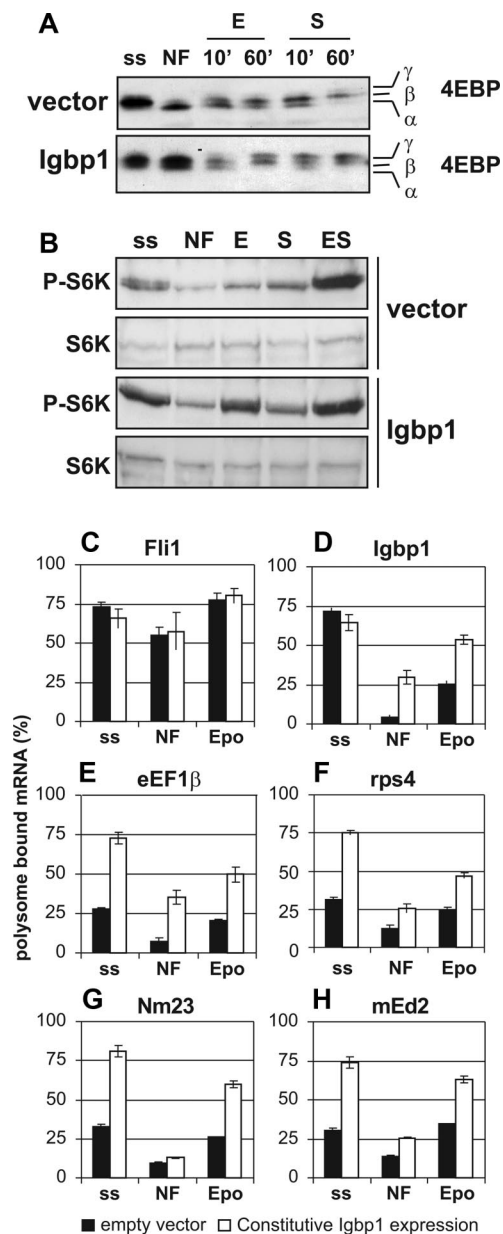 A
E S
ss NF 10’ 60’ 10’ 60’
vector
γ
β
α
4EBP
Igbp1
γ
β
α
4EBP
B
ss NF E S ES
P-S6K
S6K
vector
P-S6K
S6K
Igbp1
C Fli1
D Igbp1
100
75
50
25
0
ss NF Epo
100
75
50
25
0
ss NF Epo
polysome bound mRNA (%)
E eEF1β
F rps4
100
75
50
25
0
ss NF Epo
100
75
50
25
0
ss NF Epo
G Nm23
H mEd2
100
75
50
25
0
ss NF Epo
100
75
50
25
0
ss NF Epo
empty vector Constitutive Igbp1 expression